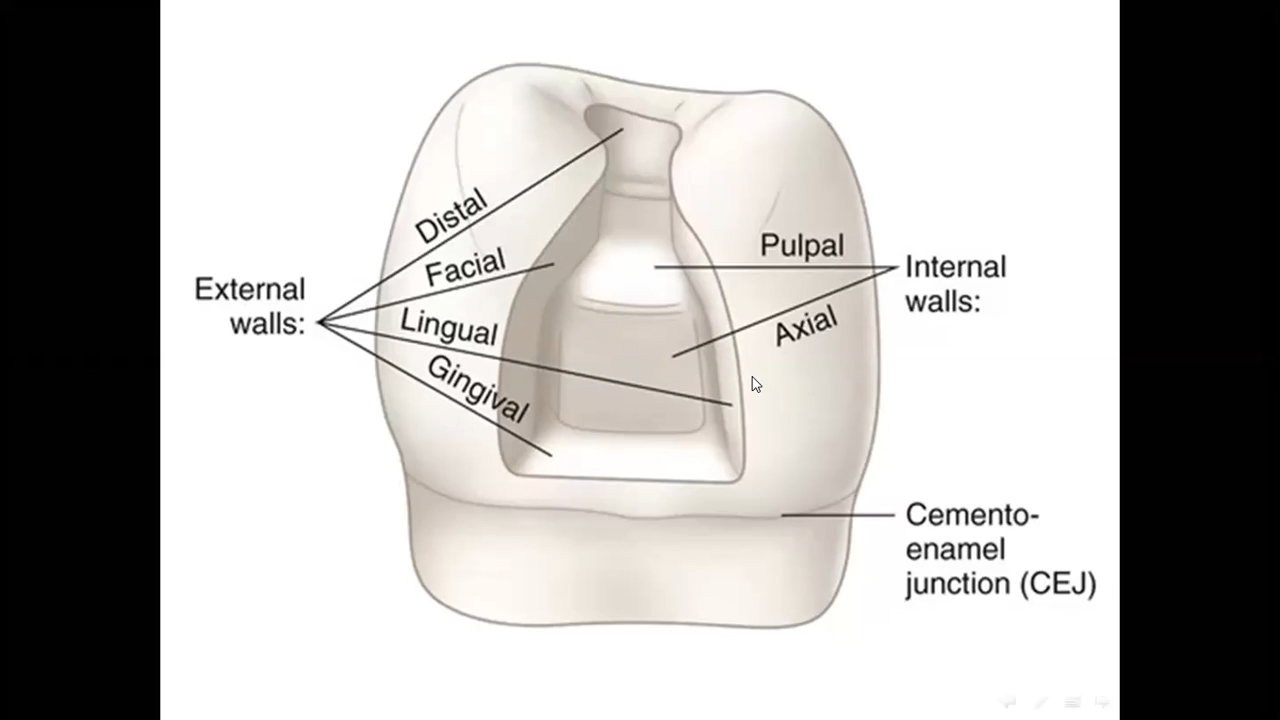 External
walls:
Distal
Facial
Lingual
Gingival
Pulpal
Axial
Internal
walls:
Cemento-
enamel
junction (CEJ)